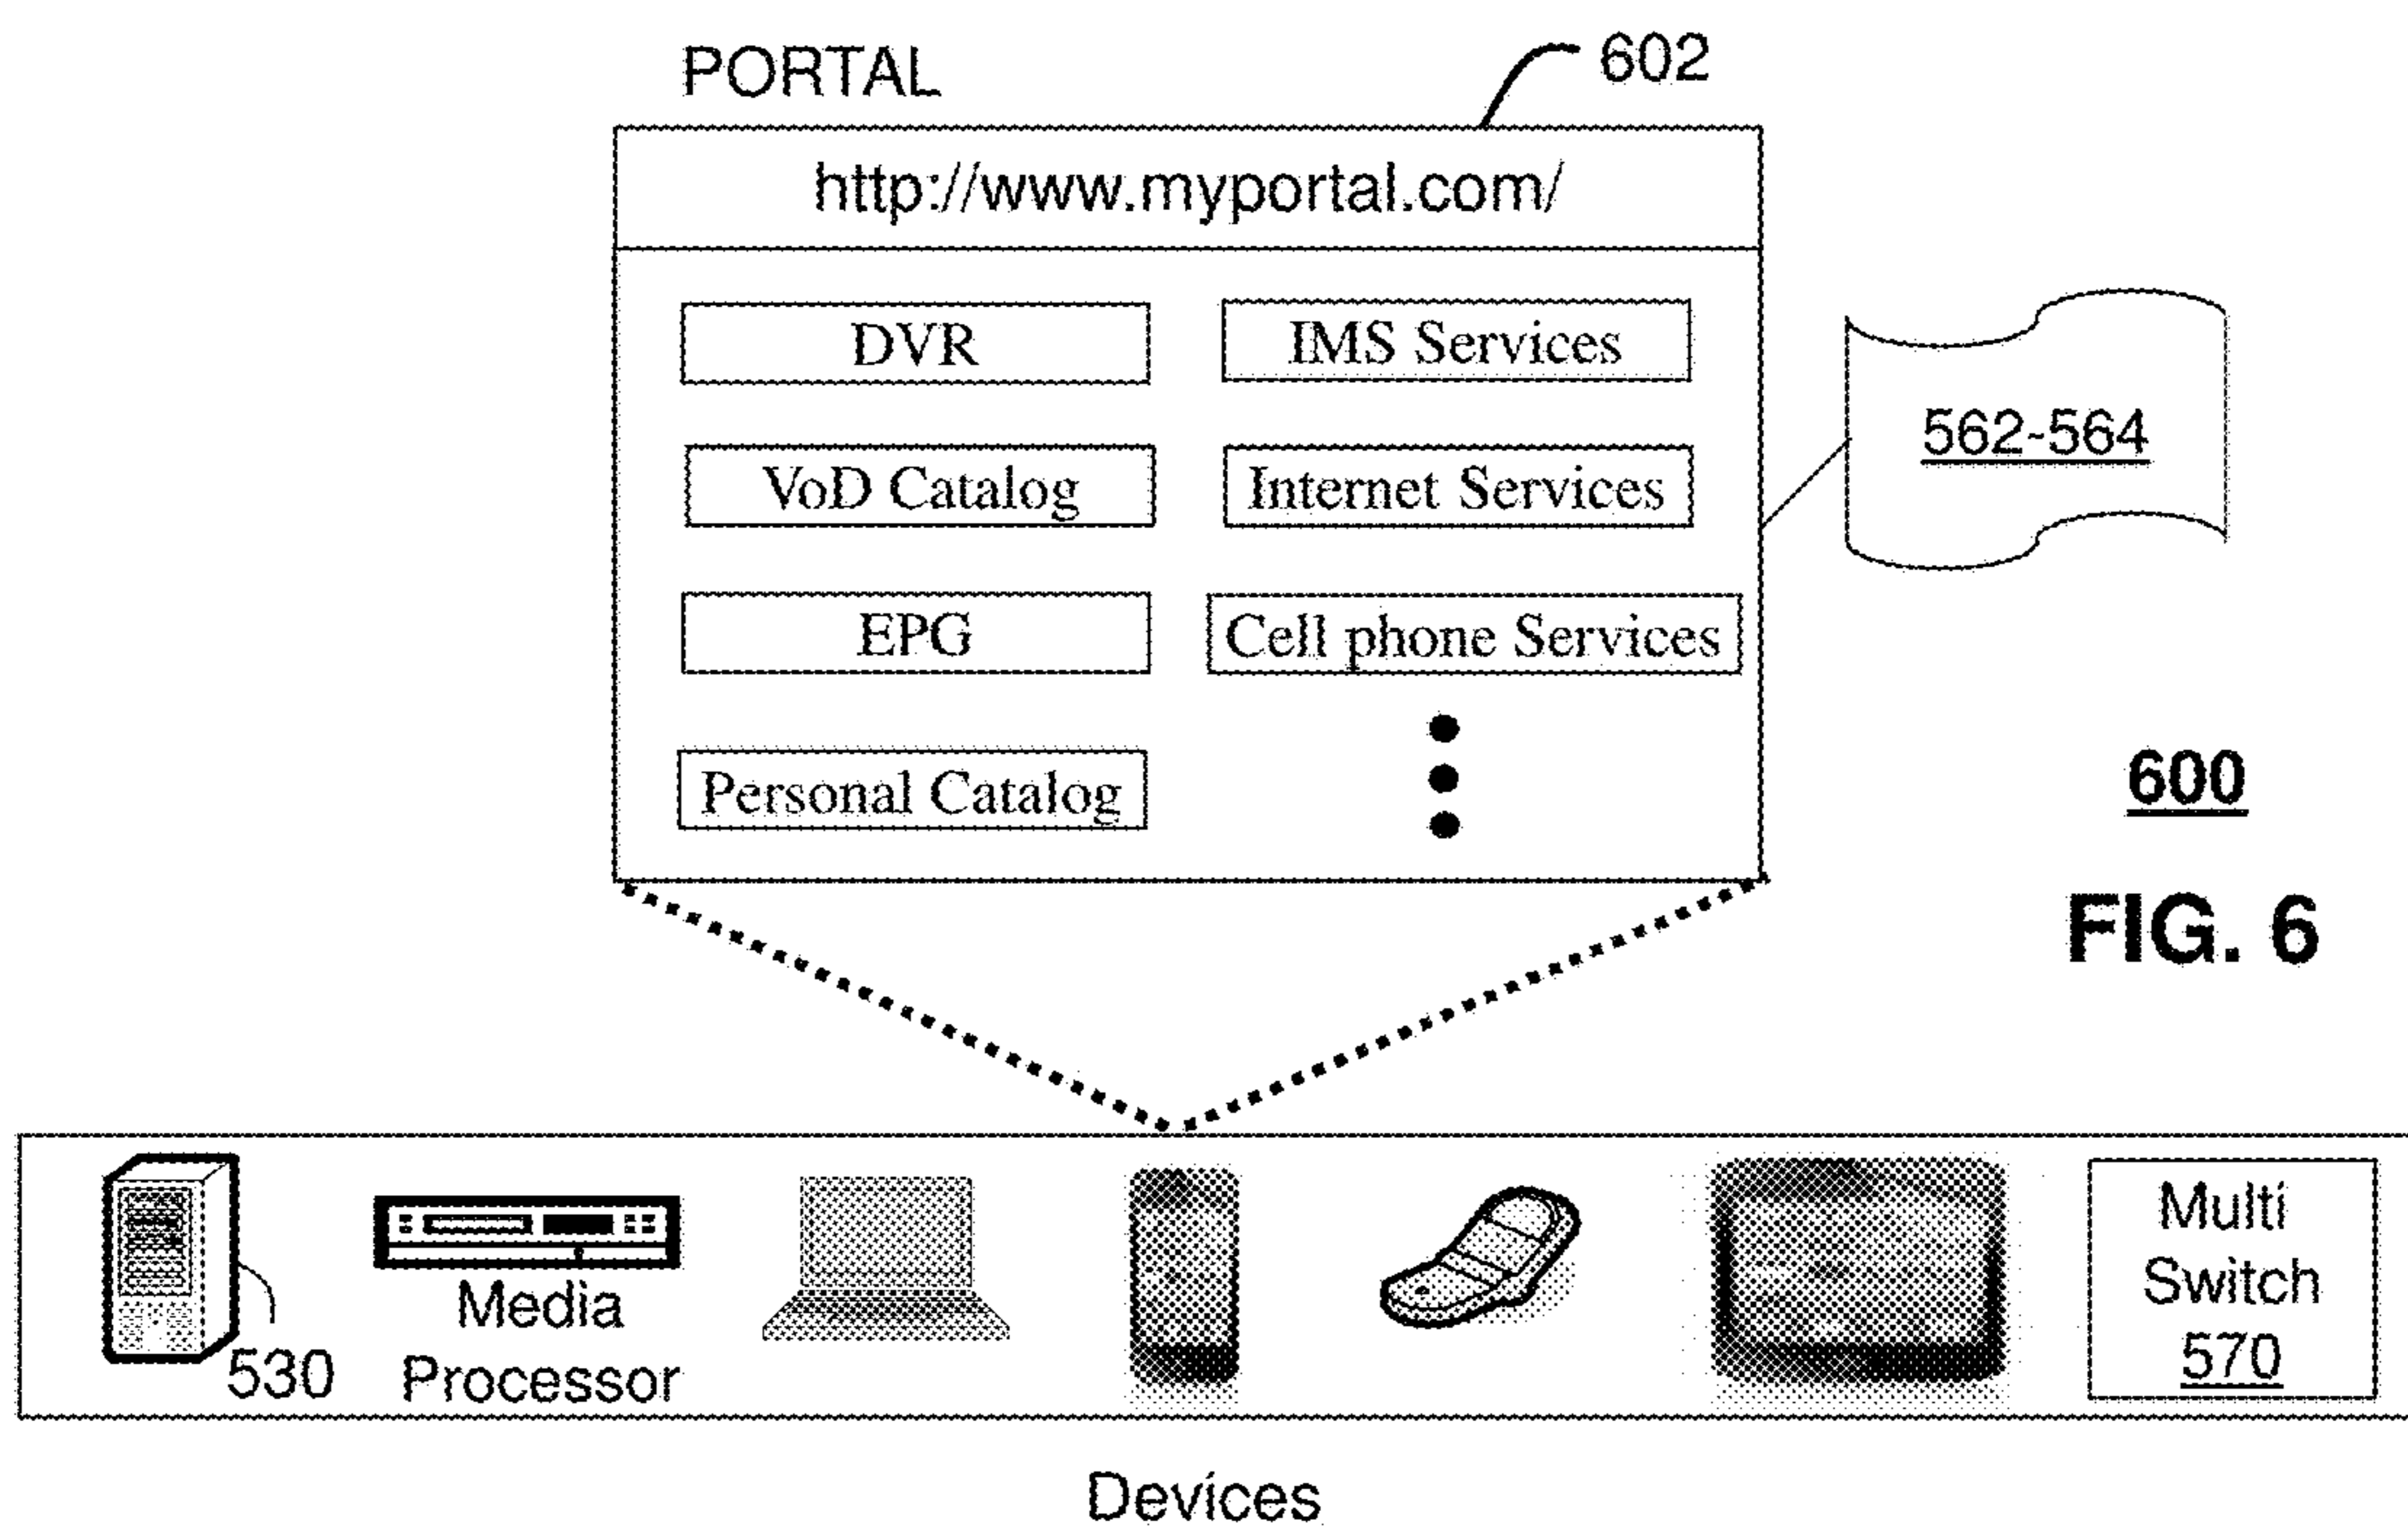 PORTAL
602
http://www.myportal.com/
DVR
IMS Services
VoD Catalog
Internet Services
562-564
EPG
Cell phone Services
Personal Catalog
600
FIG. 6
530
Media
Processor
Multi
Switch
570
Devices